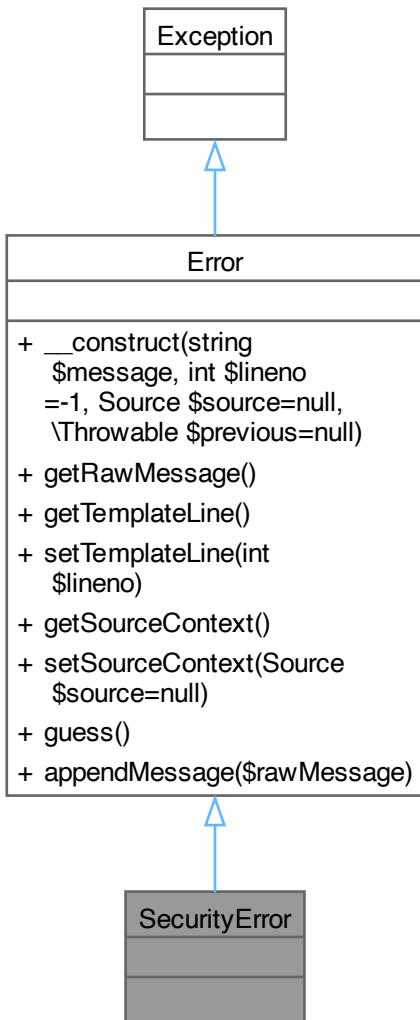 Exception
Error
+ __construct(string
$message, int $lineno
=-1, Source $source=null,
\Throwable $previous=null)
+ getRawMessage()
+ getTemplateLine()
+ setTemplateLine(int
$lineno)
+ getSourceContext()
+ setSourceContext(Source
$source=null)
+ guess()
+ appendMessage($rawMessage)
SecurityError